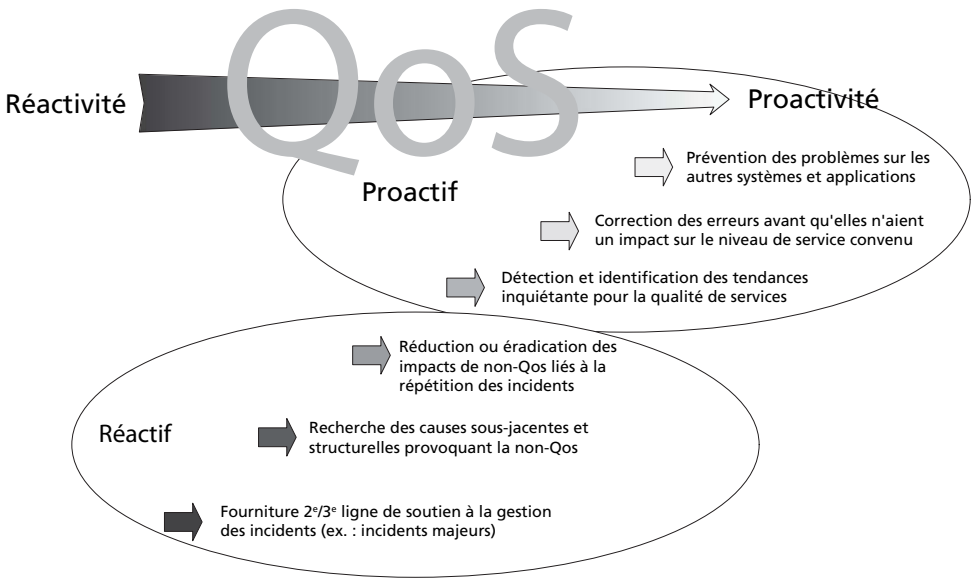 QoS
Réactivité
Proactivité
Proactif
Prévention des problèmes sur les
autres systèmes et applications
Correction des erreurs avant qu'elles n'aient
un impact sur le niveau de service convenu
Détection et identification des tendances
inquiétante pour la qualité de services
Réduction ou éradication des
impacts de non-Qos liés à la
répétition des incidents
Réactif
Recherche des causes sous-jacentes et
structurelles provoquant la non-Qos
Fourniture 2ᵉ/3ᵉ ligne de soutien à la gestion
des incidents (ex. : incidents majeurs)